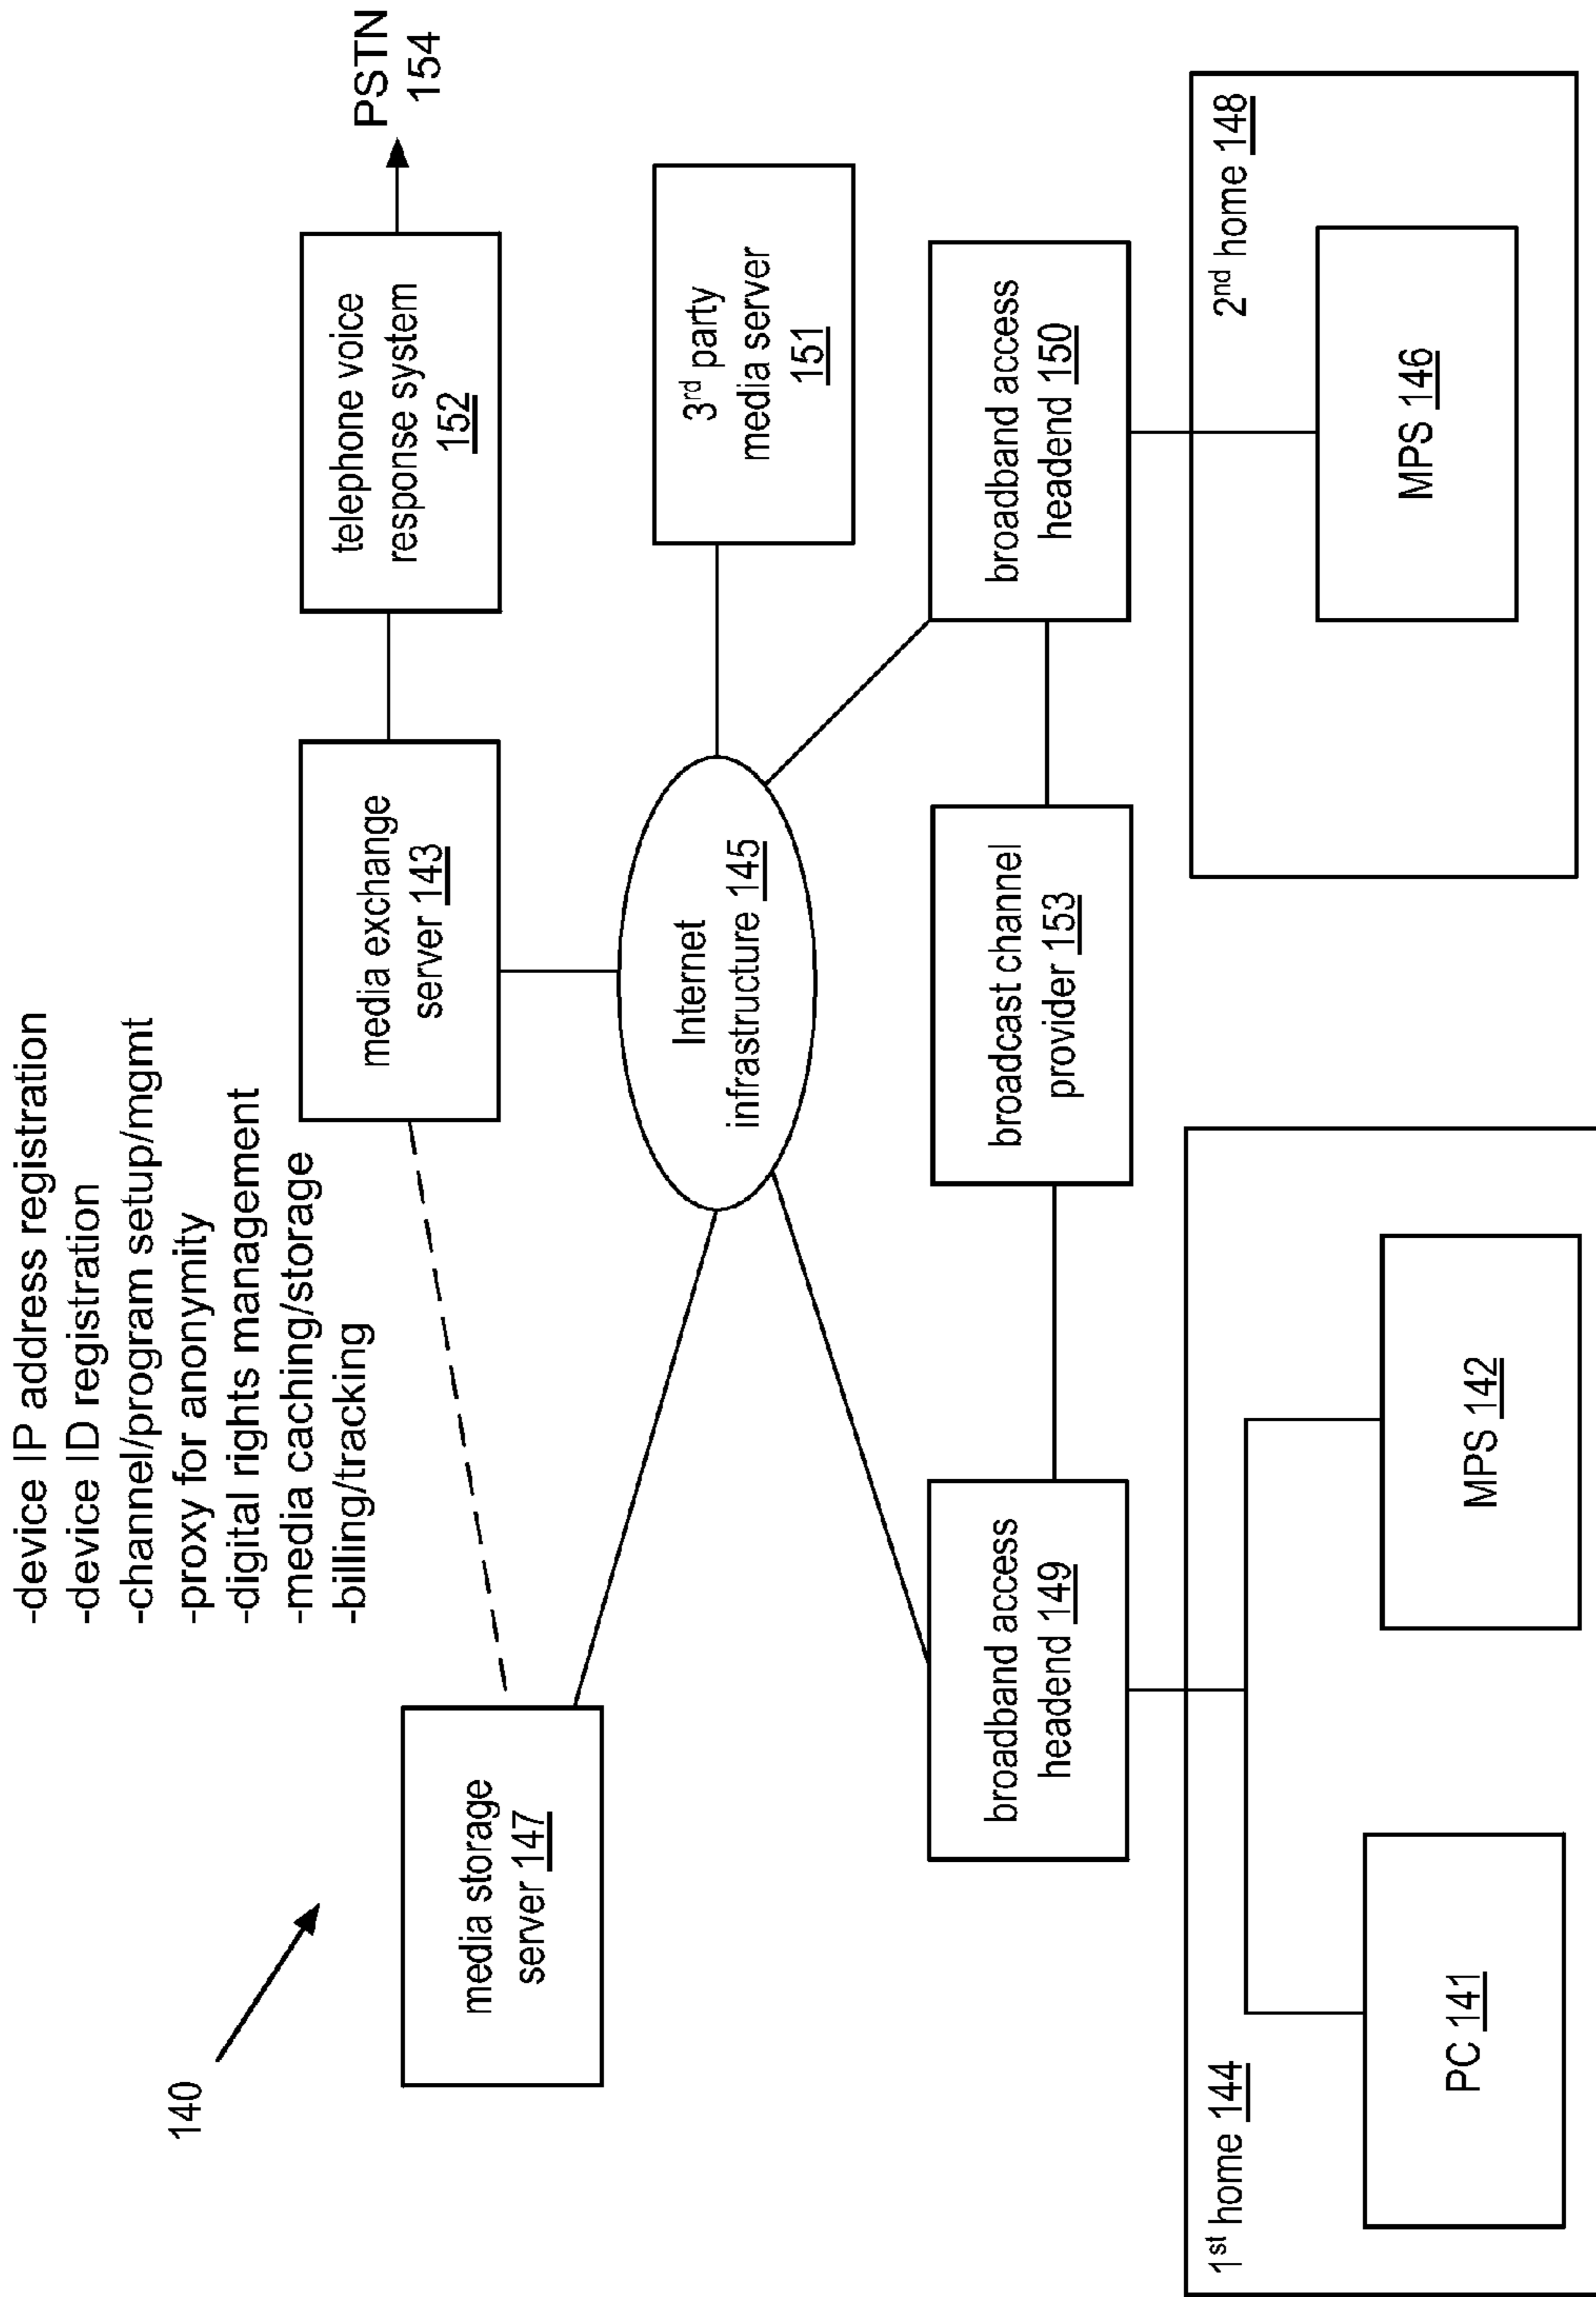 -device IP address registration
-device ID registration
-channel/program setup/mgmt
-proxy for anonymity
-digital rights management
-media caching/storage
-billing/tracking
140
media storage
server 147
media exchange
server 143
telephone voice
response system
152
PSTN
154
Internet
infrastructure 145
3rd party
media server
151
broadband access
headend 149
broadcast channel
provider 153
broadband access
headend 150
1st home 144
PC 141
MPS 142
2nd home 148
MPS 146